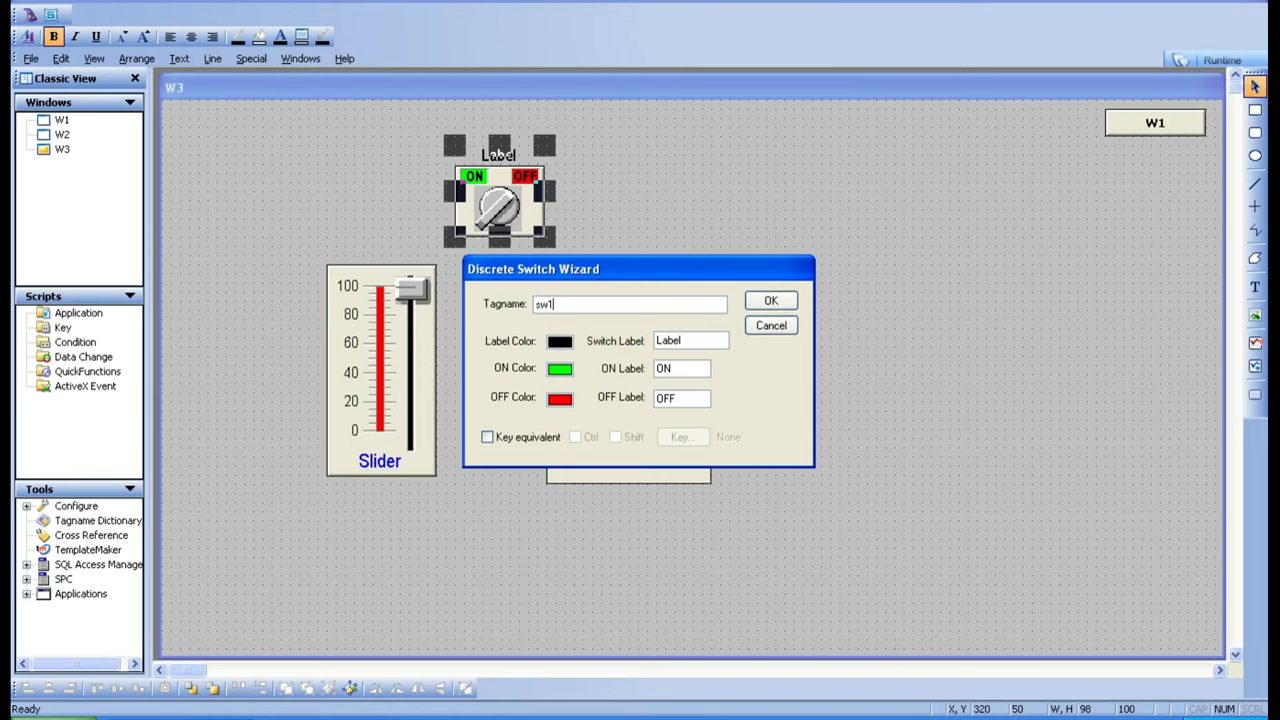 B I U A A A
File Edit View Arrange Text Line Special Windows Help
Runtime
Classic View
W3
Windows
W1
W2
W3
W1
Label
ON OFF
Discrete Switch Wizard
Tagname: sw1 OK
Cancel
Label Color: Switch Label: Label
ON Color: ON Label: ON
OFF Color: OFF Label: OFF
Key equivalent Ctrl Shift Key... None
100
80
60
40
20
0
Slider
Scripts
Application
Key
Condition
Data Change
QuickFunctions
ActiveX Event
Tools
Configure
Tagname Dictionary
Cross Reference
TemplateMaker
SQL Access Manage
SPC
Applications
T
Ready X, Y 320 50 W, H 98 100 CAP NUM SCRL